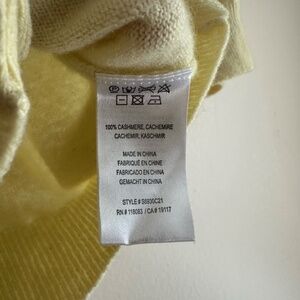 100% CASHMERE, CACHEMIRE
CACHEMIR, KASCHMIR
MADE IN CHINA
FABRIQUÉ EN CHINE
FABRICADO EN CHINA
GEMACHT IN CHINA
STYLE # S8930C21
RN # 118083 / CA # 19117